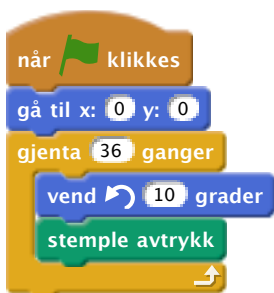 når klikkes
gå til x: 0 y: 0
gjenta 36 ganger
vend 10 grader
stemple avtrykk